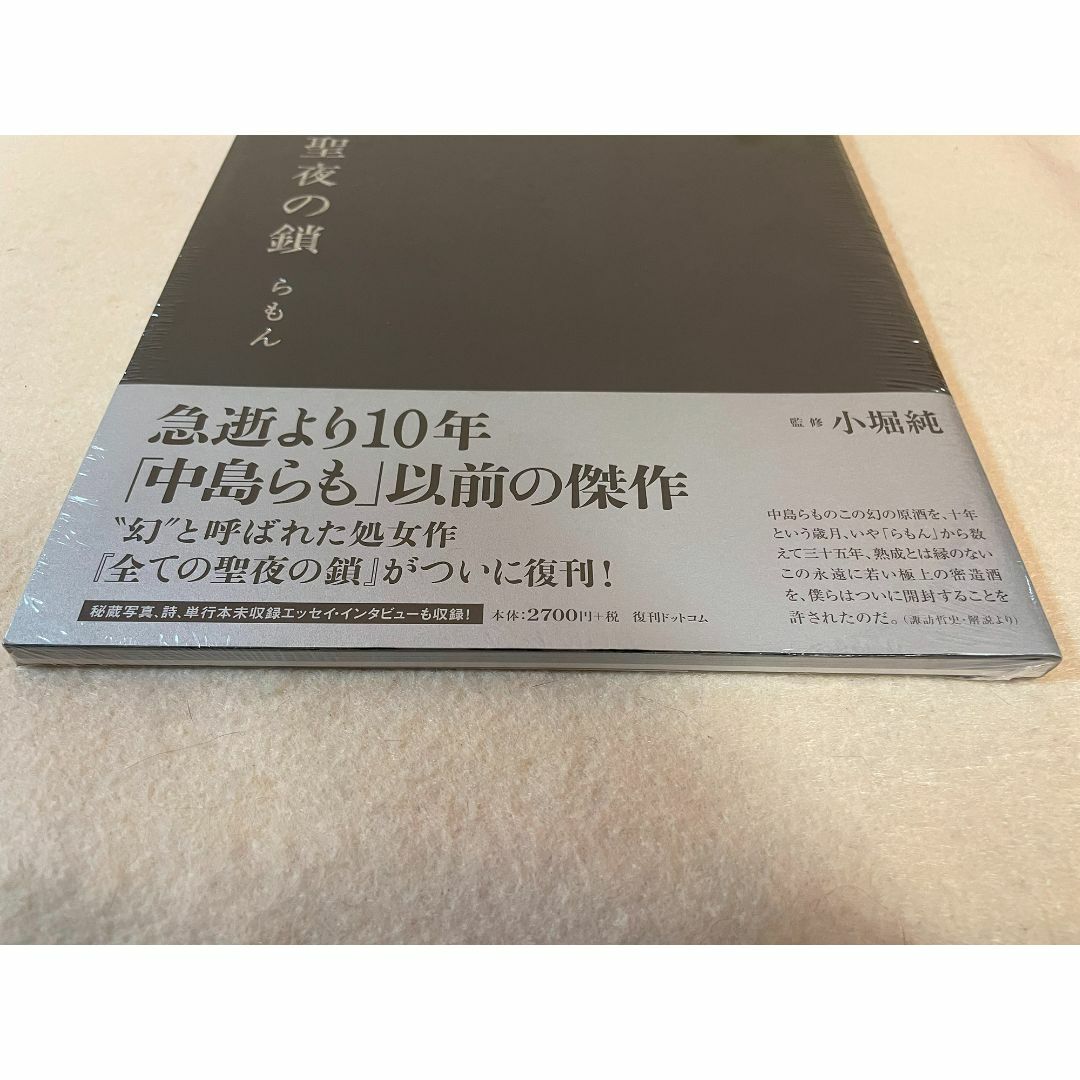 聖夜の鎖
らもん
急逝より10年
「中島らも」以前の傑作
〝幻〟と呼ばれた処女作
『全ての聖夜の鎖』がついに復刊!
秘蔵写真、詩、単行本未収録エッセイ・インタビューも収録!
本体:2700円+税 復刊ドットコム
監修 小堀純
中島らものこの幻の原酒を、十年
という歳月、いや「らもん」から数
えて三十五年、熟成とは縁のない
この永遠に若い極上の密造酒
を、僕らはついに開封することを
許されたのだ。(諏訪哲史・解説より)